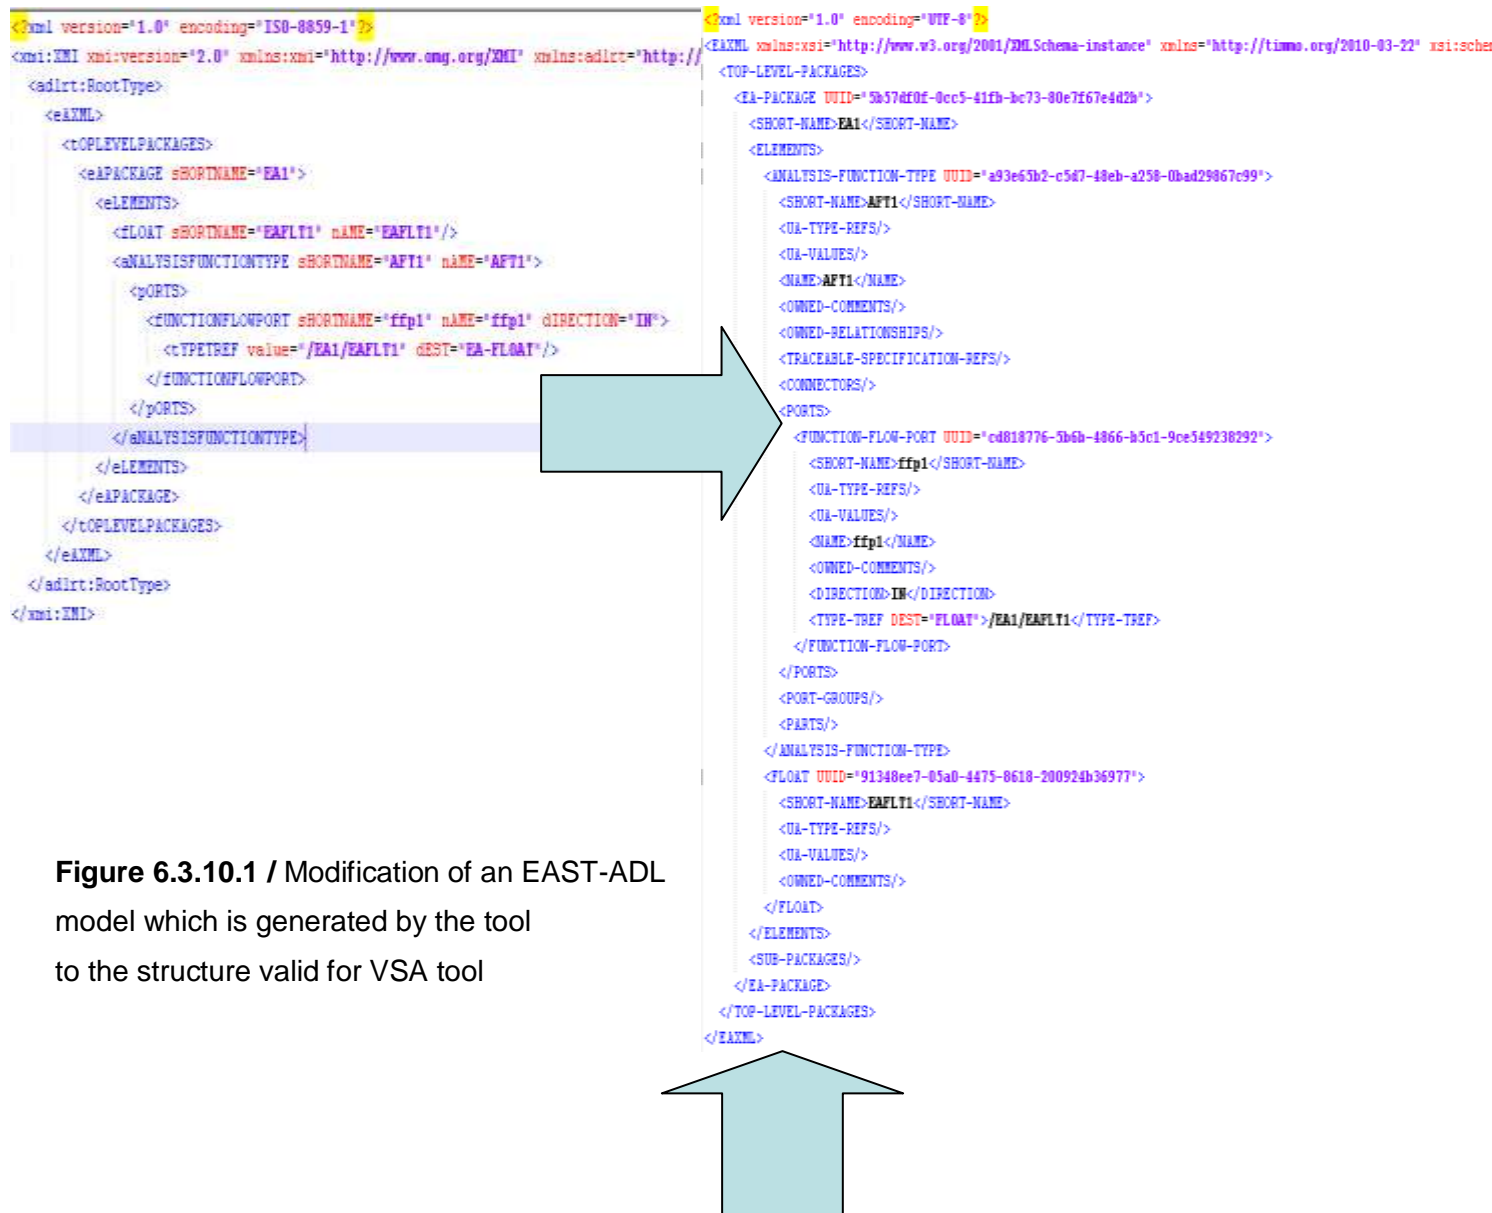 <?xml version="1.0" encoding="ISO-8859-1"?>
<xmi:XMI xmi:version="2.0" xmlns:xmi="http://www.omg.org/XMI" xmlns:adlrt="http://
<adlrt:RootType>
<eAXML>
<tOPLEVELPACKAGES>
<eAPACKAGE sHORTNAME="EA1">
<eLEMENTS>
<fLOAT sHORTNAME="EAFLT1" nAME="EAFLT1"/>
<aNALYSISFUNCTIONTYPE sHORTNAME="AFT1" nAME="AFT1">
<pORTS>
<fUNCTIONFLOWPORT sHORTNAME="ffp1" nAME="ffp1" dIRECTION="IN">
<tYPETREF value="/EA1/EAFLT1" dEST="EA-FLOAT"/>
</fUNCTIONFLOWPORT>
</pORTS>
</aNALYSISFUNCTIONTYPE>
</eLEMENTS>
</eAPACKAGE>
</tOPLEVELPACKAGES>
</eAXML>
</adlrt:RootType>
</xmi:XMI>
<?xml version="1.0" encoding="UTF-8"?>
<EAXML xmlns:xsi="http://www.w3.org/2001/XMLSchema-instance" xmlns="http://timmo.org/2010-03-22" xsi:schem
<TOP-LEVEL-PACKAGES>
<EA-PACKAGE UUID="5b57df0f-0cc5-41fb-bc73-80e7f67e4d2b">
<SHORT-NAME>EA1</SHORT-NAME>
<ELEMENTS>
<ANALYSIS-FUNCTION-TYPE UUID="a93e65b2-c5d7-48eb-a258-0bad29867c99">
<SHORT-NAME>AFT1</SHORT-NAME>
<UA-TYPE-REFS/>
<UA-VALUES/>
<NAME>AFT1</NAME>
<OWNED-COMMENTS/>
<OWNED-RELATIONSHIPS/>
<TRACEABLE-SPECIFICATION-REFS/>
<CONNECTORS/>
<PORTS>
<FUNCTION-FLOW-PORT UUID="cd818776-5b6b-4866-b5c1-9ce549238292">
<SHORT-NAME>ffp1</SHORT-NAME>
<UA-TYPE-REFS/>
<UA-VALUES/>
<NAME>ffp1</NAME>
<OWNED-COMMENTS/>
<DIRECTION>IN</DIRECTION>
<TYPE-TREF DEST="FLOAT">/EA1/EAFLT1</TYPE-TREF>
</FUNCTION-FLOW-PORT>
</PORTS>
<PORT-GROUPS/>
<PARTS/>
</ANALYSIS-FUNCTION-TYPE>
<FLOAT UUID="91348ee7-05a0-4475-8618-200924b36977">
<SHORT-NAME>EAFLT1</SHORT-NAME>
<UA-TYPE-REFS/>
<UA-VALUES/>
<OWNED-COMMENTS/>
</FLOAT>
</ELEMENTS>
<SUB-PACKAGES/>
</EA-PACKAGE>
</TOP-LEVEL-PACKAGES>
</EAXML>
Figure 6.3.10.1 / Modification of an EAST-ADL
model which is generated by the tool
to the structure valid for VSA tool